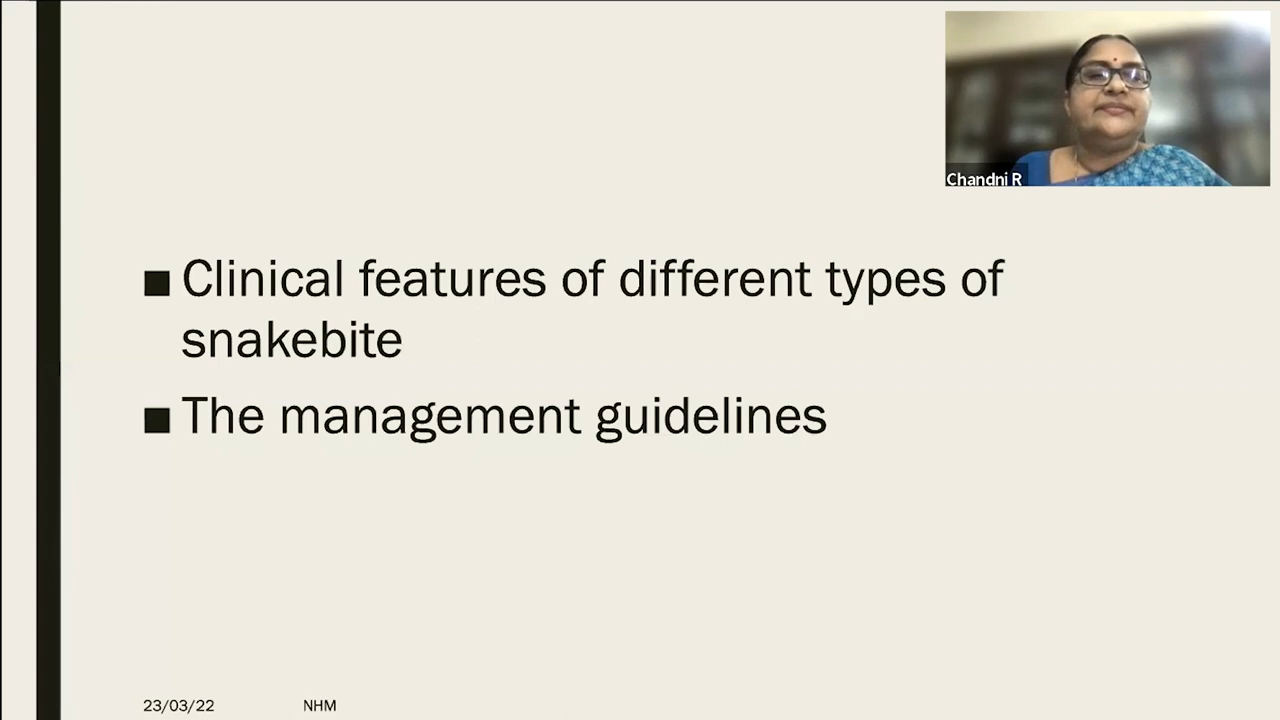 Chandni R
■ Clinical features of different types of
snakebite
■ The management guidelines
23/03/22 NHM